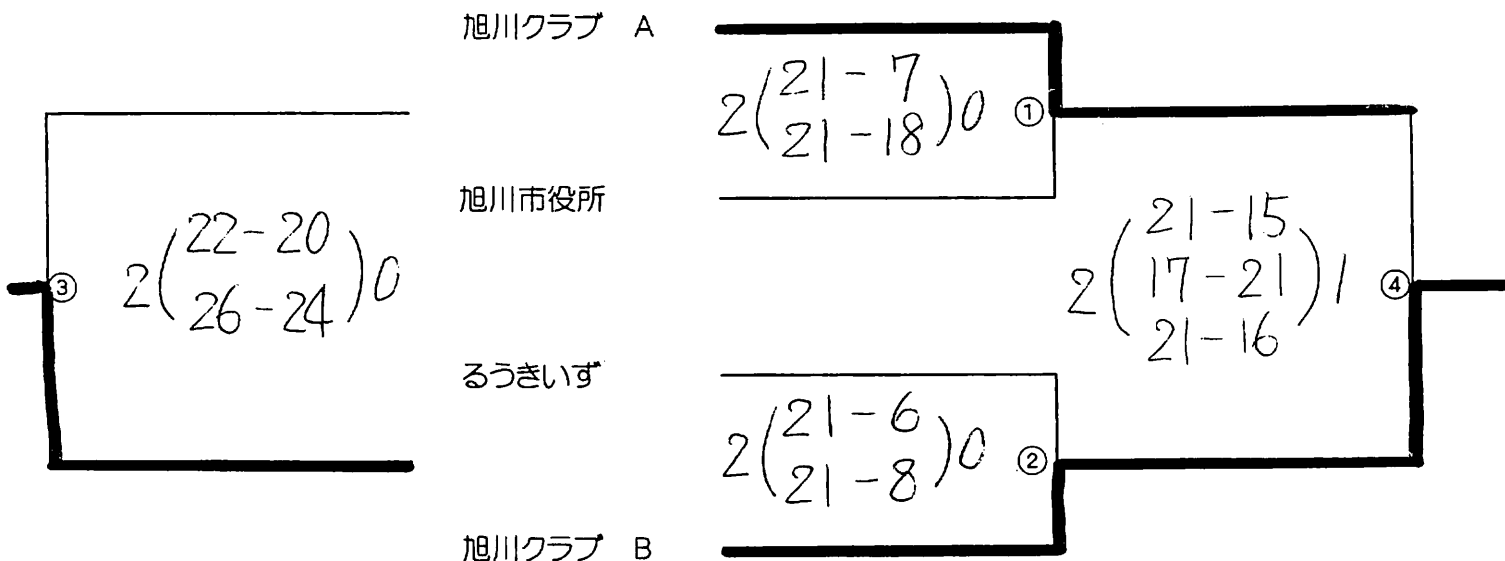 旭川クラブ A
2(21-7 21-18)0 ①
旭川市役所
③ 2(22-20 26-24)0
2(21-15 17-21 21-16)1 ④
るうきいず
2(21-6 21-8)0 ②
旭川クラブ B